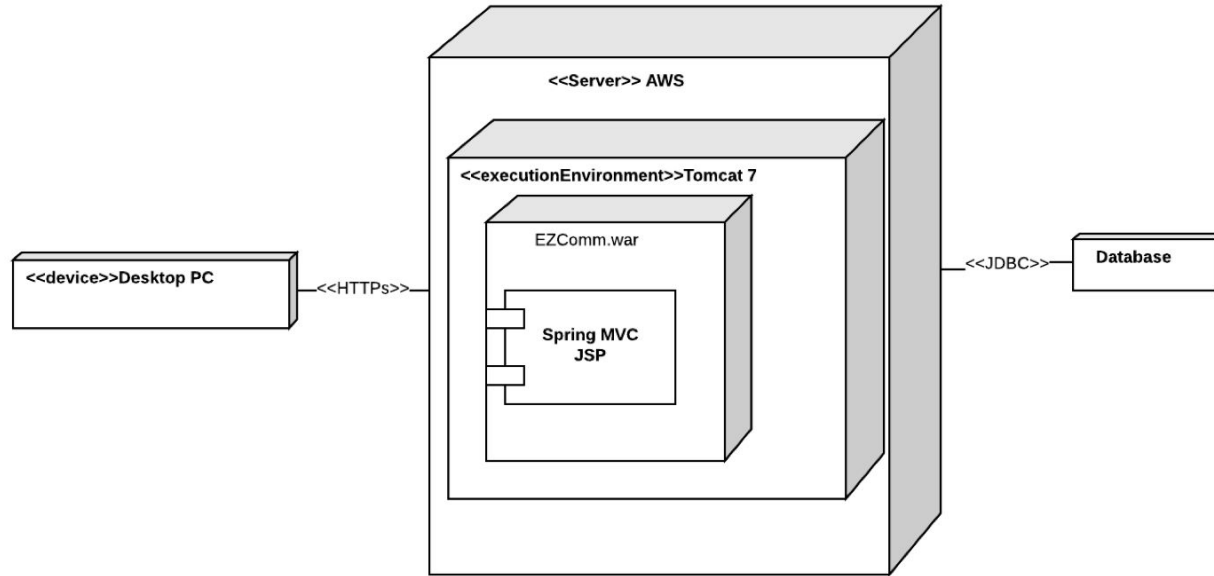 <<Server>> AWS
<<executionEnvironment>>Tomcat 7
EZComm.war
<<device>>Desktop PC
<<HTTPs>>
Spring MVC
JSP
<<JDBC>>
Database